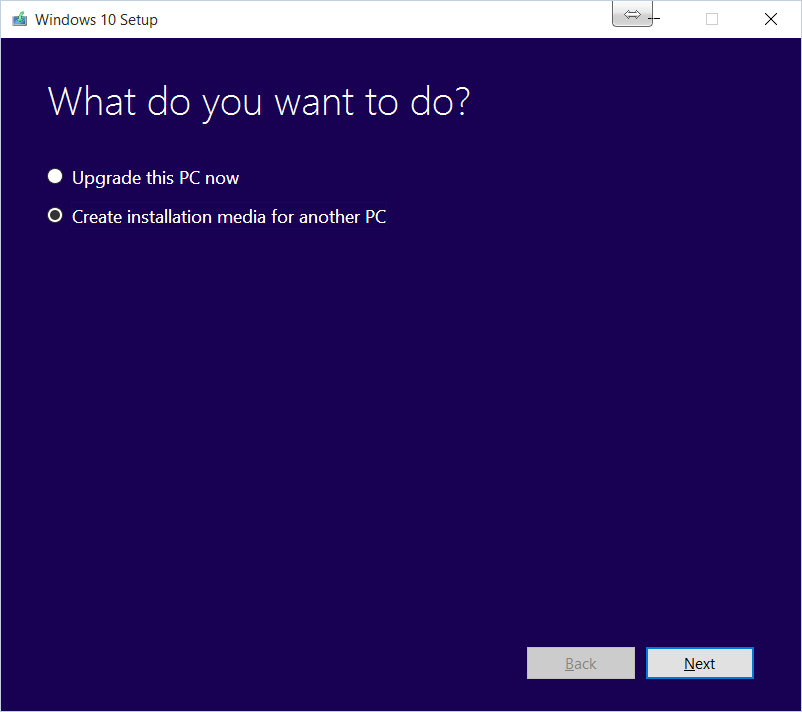 Windows 10 Setup
What do you want to do?
Upgrade this PC now
Create installation media for another PC
Back
Next